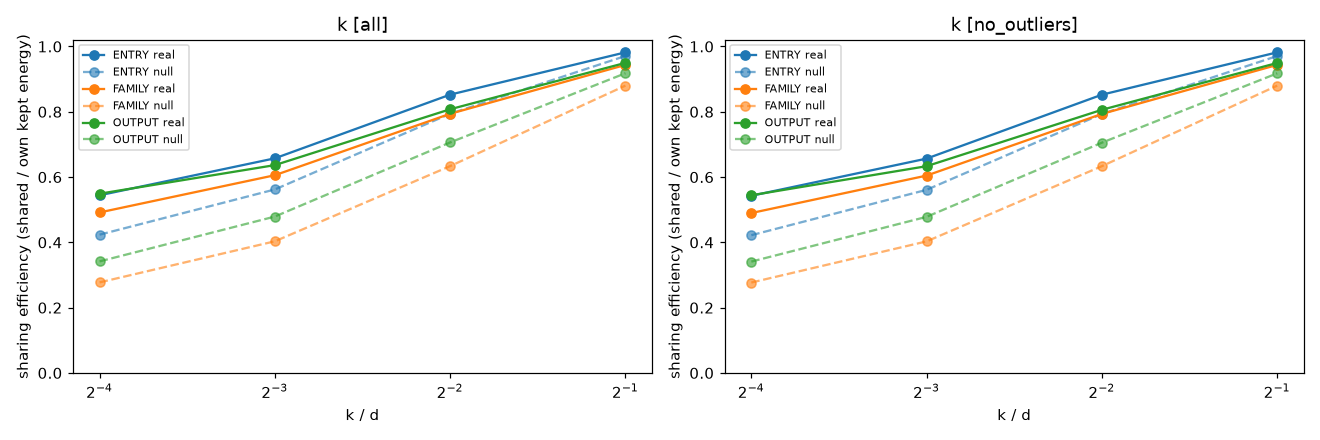 k [all]
sharing efficiency (shared / own kept energy)
1.0
0.8
0.6
0.4
0.2
0.0
ENTRY real
ENTRY null
FAMILY real
FAMILY null
OUTPUT real
OUTPUT null
2⁻⁴ 2⁻³ 2⁻² 2⁻¹
k / d
k [no_outliers]
sharing efficiency (shared / own kept energy)
1.0
0.8
0.6
0.4
0.2
0.0
ENTRY real
ENTRY null
FAMILY real
FAMILY null
OUTPUT real
OUTPUT null
2⁻⁴ 2⁻³ 2⁻² 2⁻¹
k / d